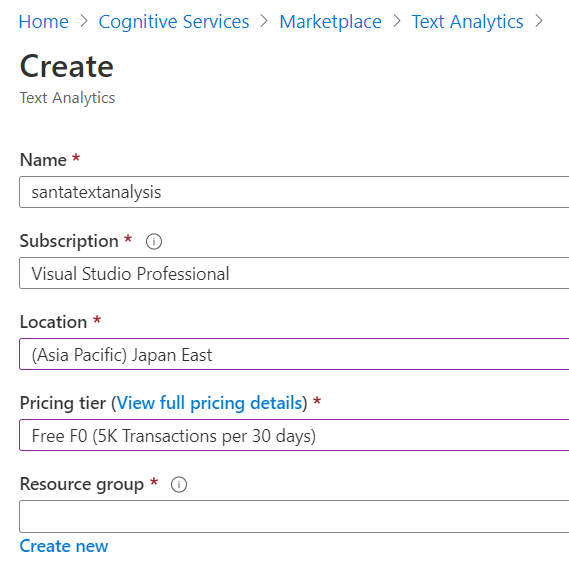 Home > Cognitive Services > Marketplace > Text Analytics >
Create
Text Analytics
Name *
santatextanalysis
Subscription *
Visual Studio Professional
Location *
(Asia Pacific) Japan East
Pricing tier (View full pricing details) *
Free F0 (5K Transactions per 30 days)
Resource group *
Create new